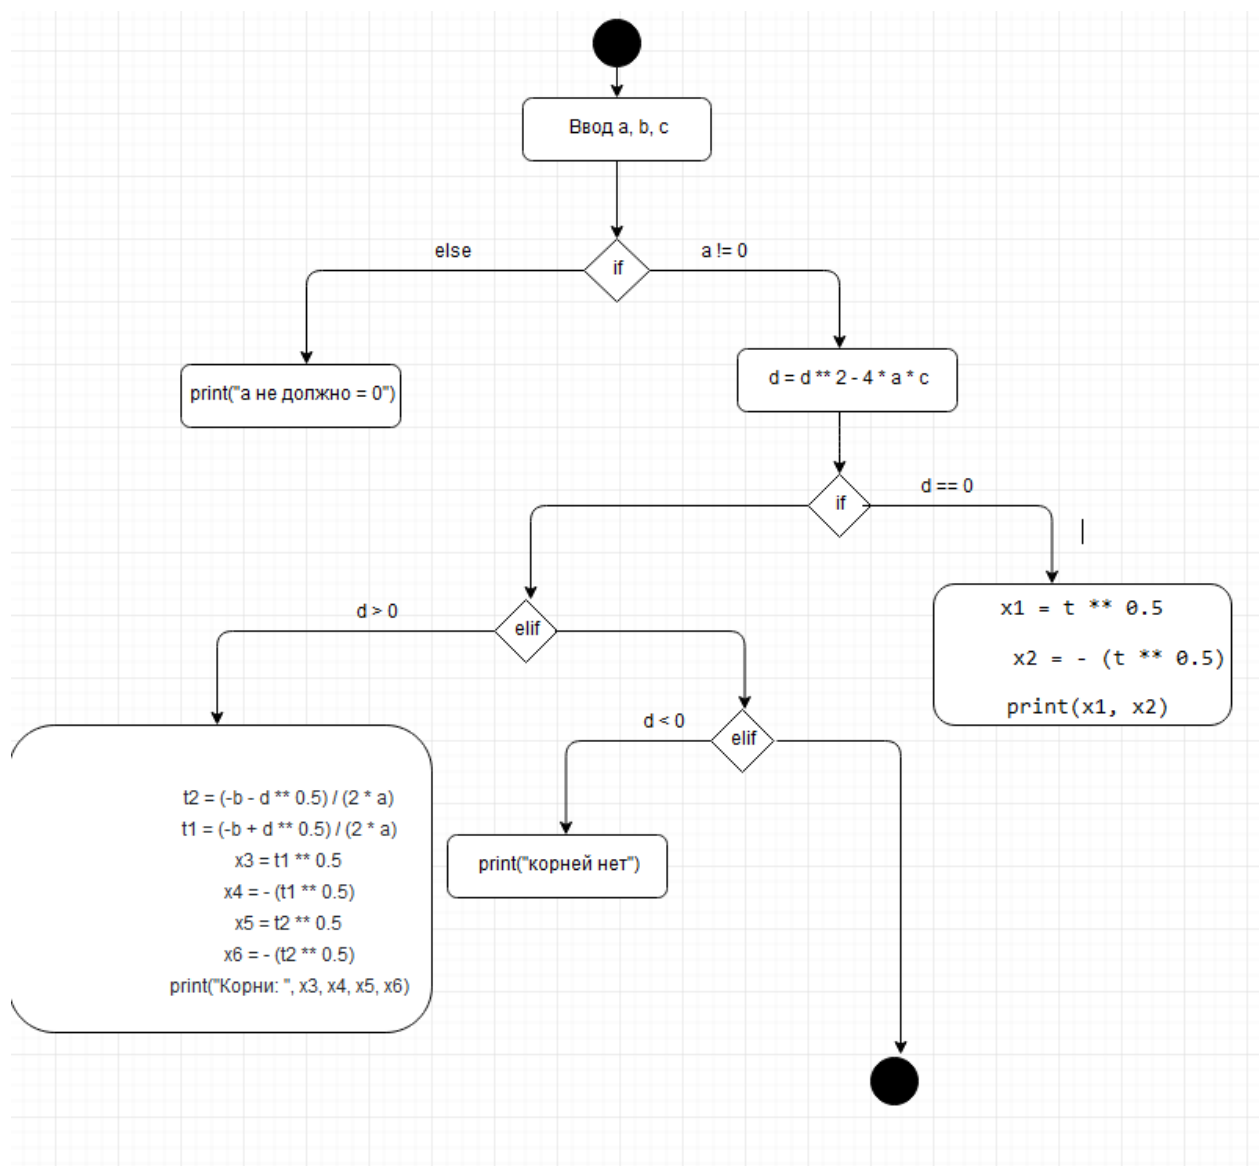 Ввод a, b, c
else
if
a != 0
print("a не должно = 0")
d = d ** 2 - 4 * a * c
if
d == 0
x1 = t ** 0.5
x2 = - (t ** 0.5)
print(x1, x2)
d > 0
elif
d < 0
elif
t2 = (-b - d ** 0.5) / (2 * a)
t1 = (-b + d ** 0.5) / (2 * a)
x3 = t1 ** 0.5
x4 = - (t1 ** 0.5)
x5 = t2 ** 0.5
x6 = - (t2 ** 0.5)
print("Корни: ", x3, x4, x5, x6)
print("корней нет")